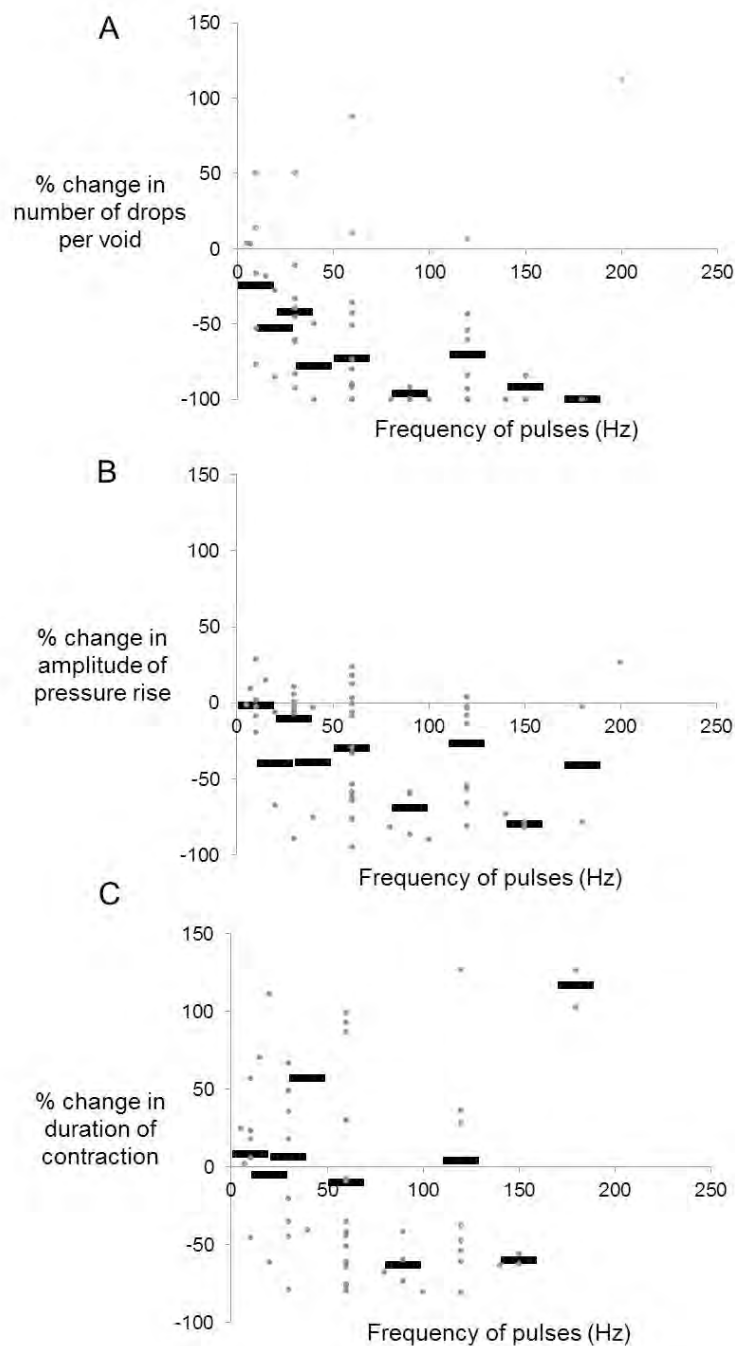 A
150
100
50
0
-50
-100
% change in
number of drops
per void
0 50 100 150 200 250
Frequency of pulses (Hz)
B
150
100
50
0
-50
-100
% change in
amplitude of
pressure rise
0 50 100 150 200 250
Frequency of pulses (Hz)
C
150
100
50
0
-50
-100
% change in
duration of
contraction
0 50 100 150 200 250
Frequency of pulses (Hz)